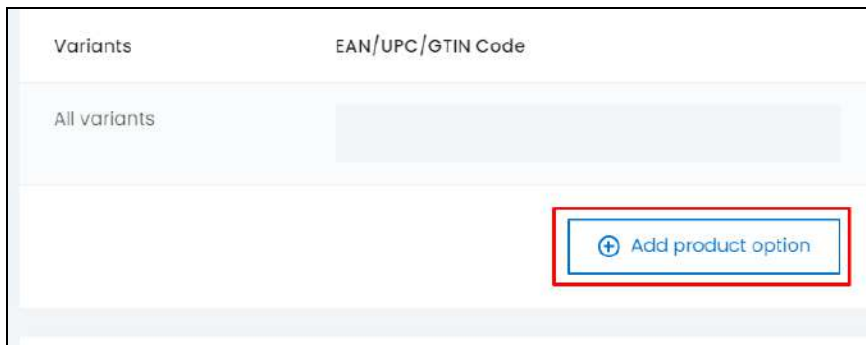 Variants EAN/UPC/GTIN Code
All variants
Add product option